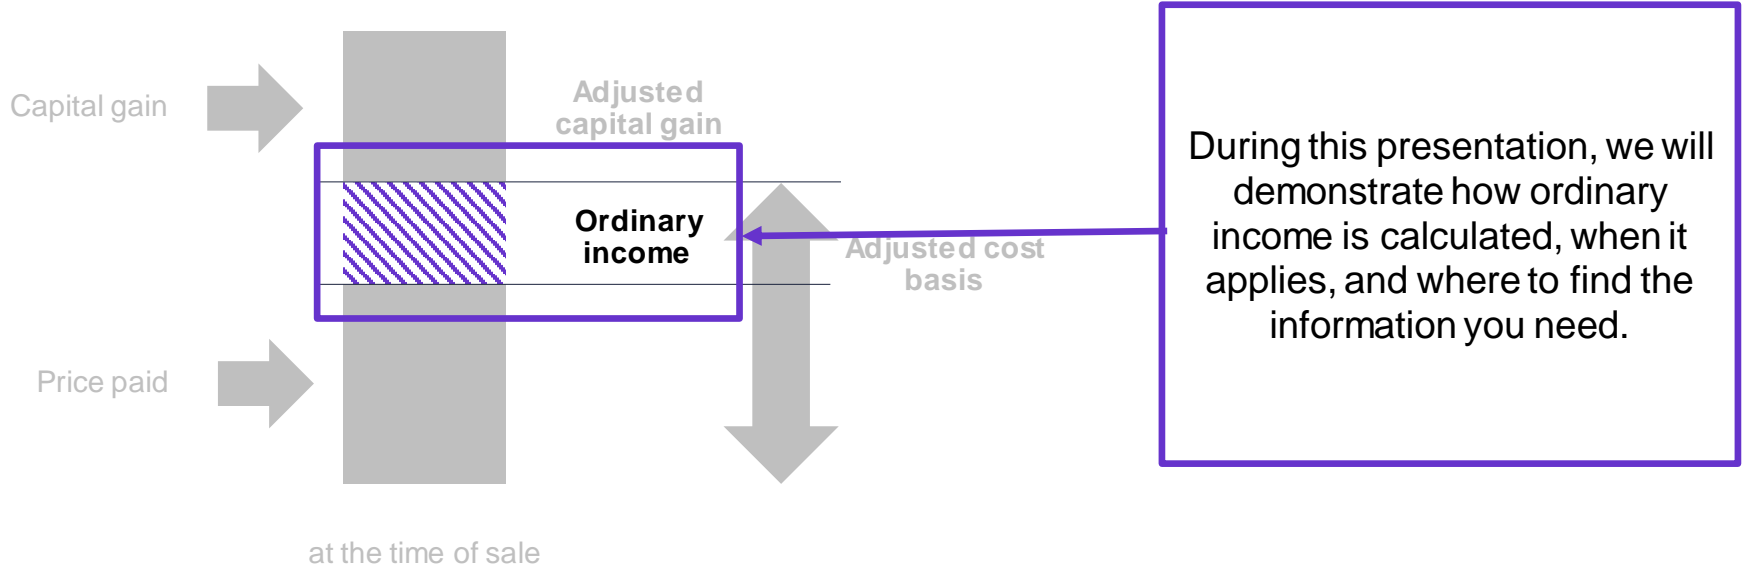 Capital gain
Adjusted
capital gain
Ordinary
income
Adjusted cost
basis
Price paid
at the time of sale
During this presentation, we will
demonstrate how ordinary
income is calculated, when it
applies, and where to find the
information you need.